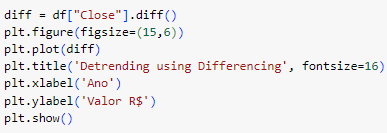 diff = df["Close"].diff()
plt.figure(figsize=(15,6))
plt.plot(diff)
plt.title('Detrending using Differencing', fontsize=16)
plt.xlabel('Ano')
plt.ylabel('Valor R$')
plt.show()